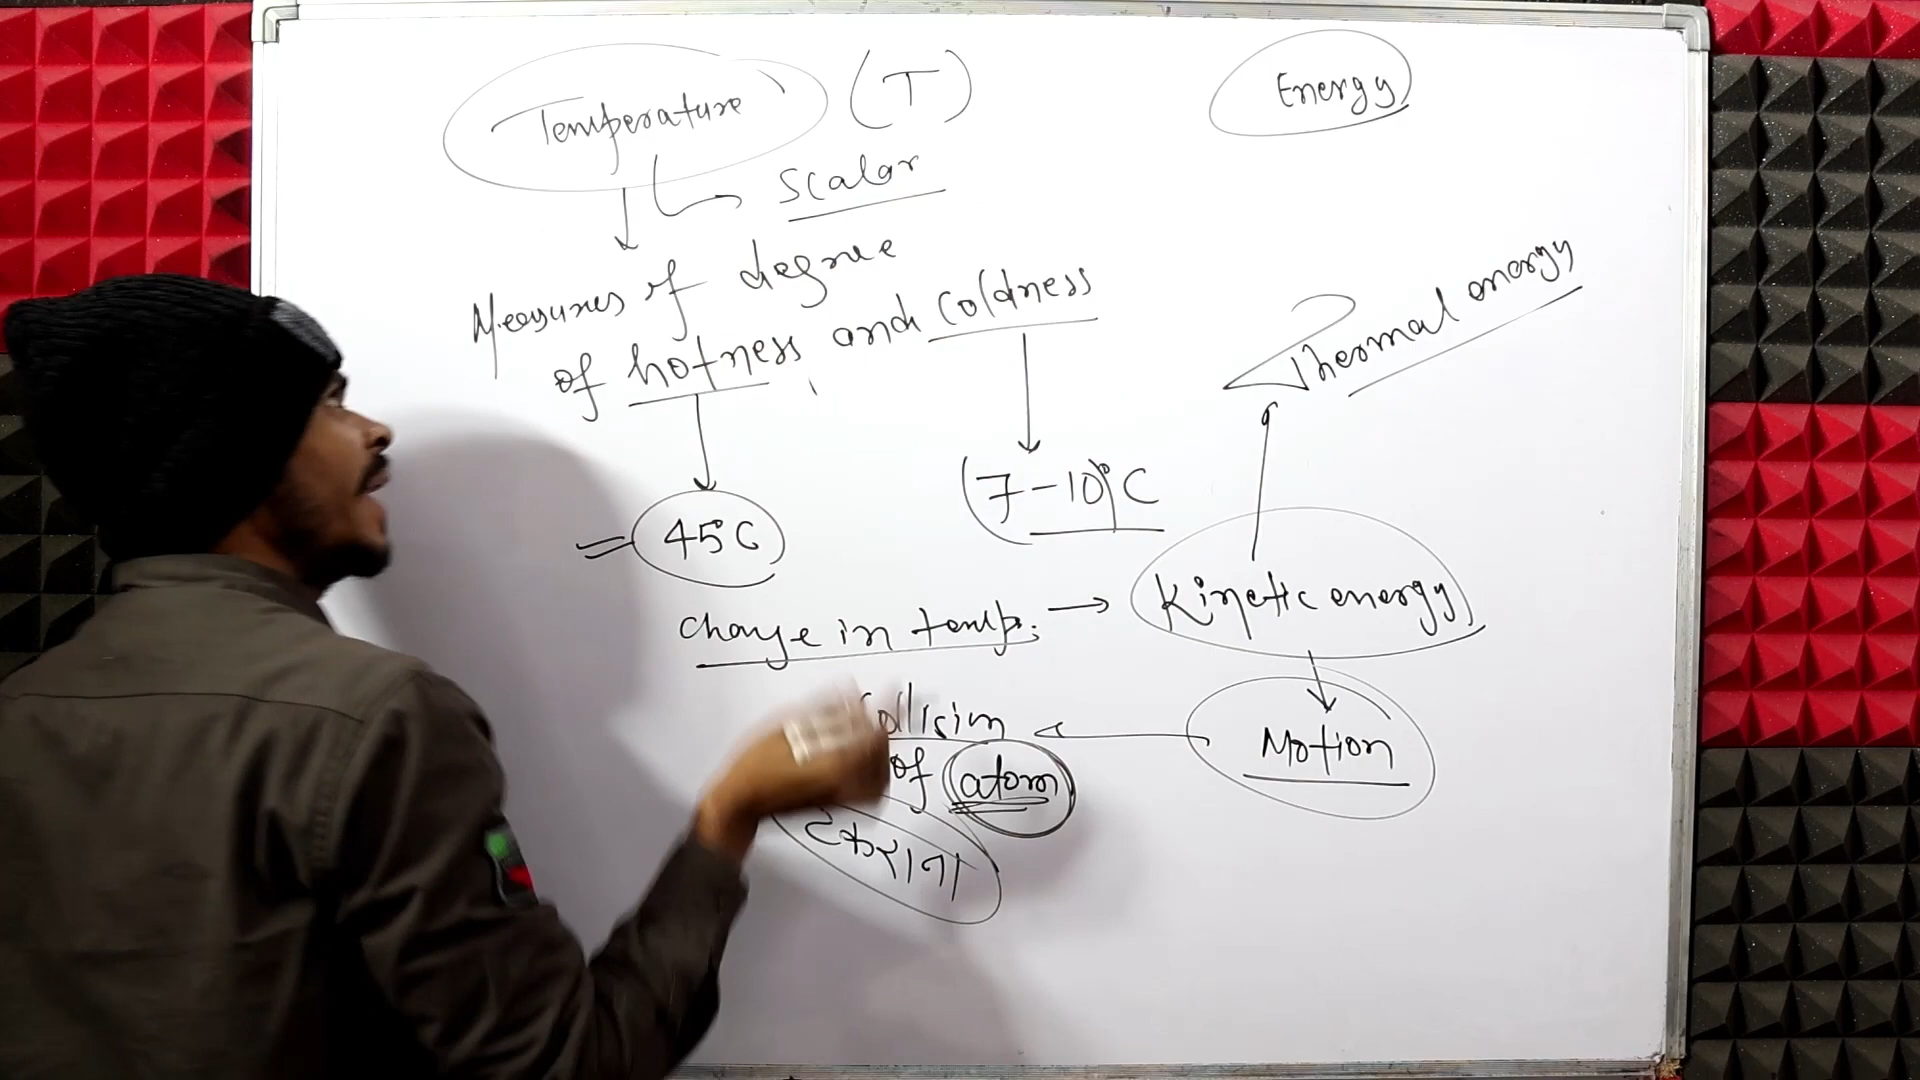 Temperature (T)
Energy
Scalar
Measures of degree
of hotness and coldness
Thermal energy
45°C
(7-10)°C
Change in temp. → Kinetic energy
Collision
Motion
of atom
टकराना